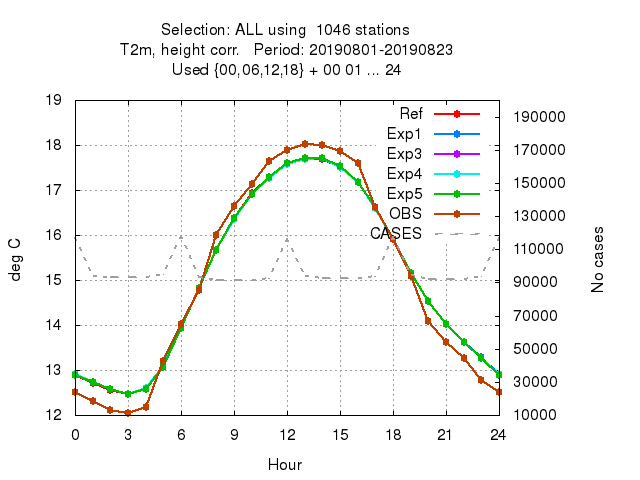 Selection: ALL using  1046 stations
T2m, height corr.   Period: 20190801-20190823
Used {00,06,12,18} + 00 01 ... 24
19
18
17
16
15
14
13
12
deg C
0 3 6 9 12 15 18 21 24
Hour
Ref
Exp1
Exp3
Exp4
Exp5
OBS
CASES
190000
170000
150000
130000
110000
90000
70000
50000
30000
10000
No cases